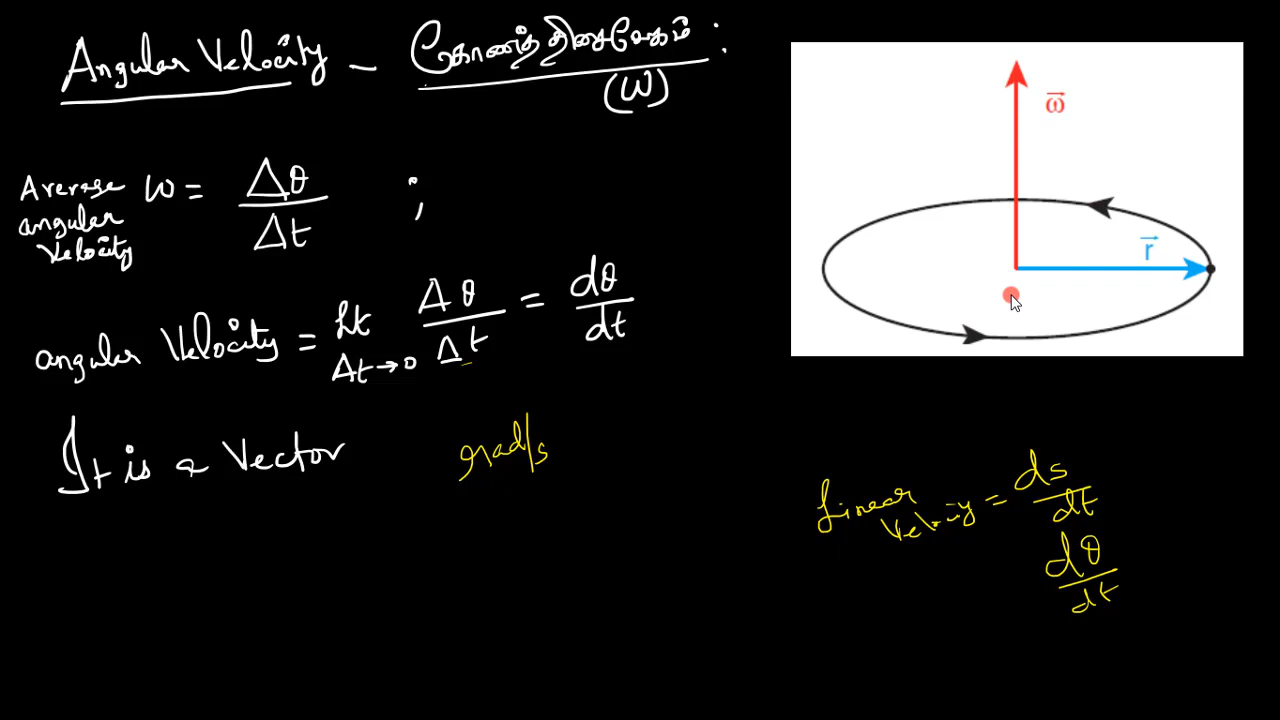 Angular Velocity - கோணத்திசைவேகம் :
(W)
Average angular velocity W = Δθ/Δt ;
angular Velocity = Lt Δt→0 Δθ/Δt = dθ/dt
It is a Vector rad/s
ω⃗
r⃗
Linear Velocity = ds/dt
dθ/dt